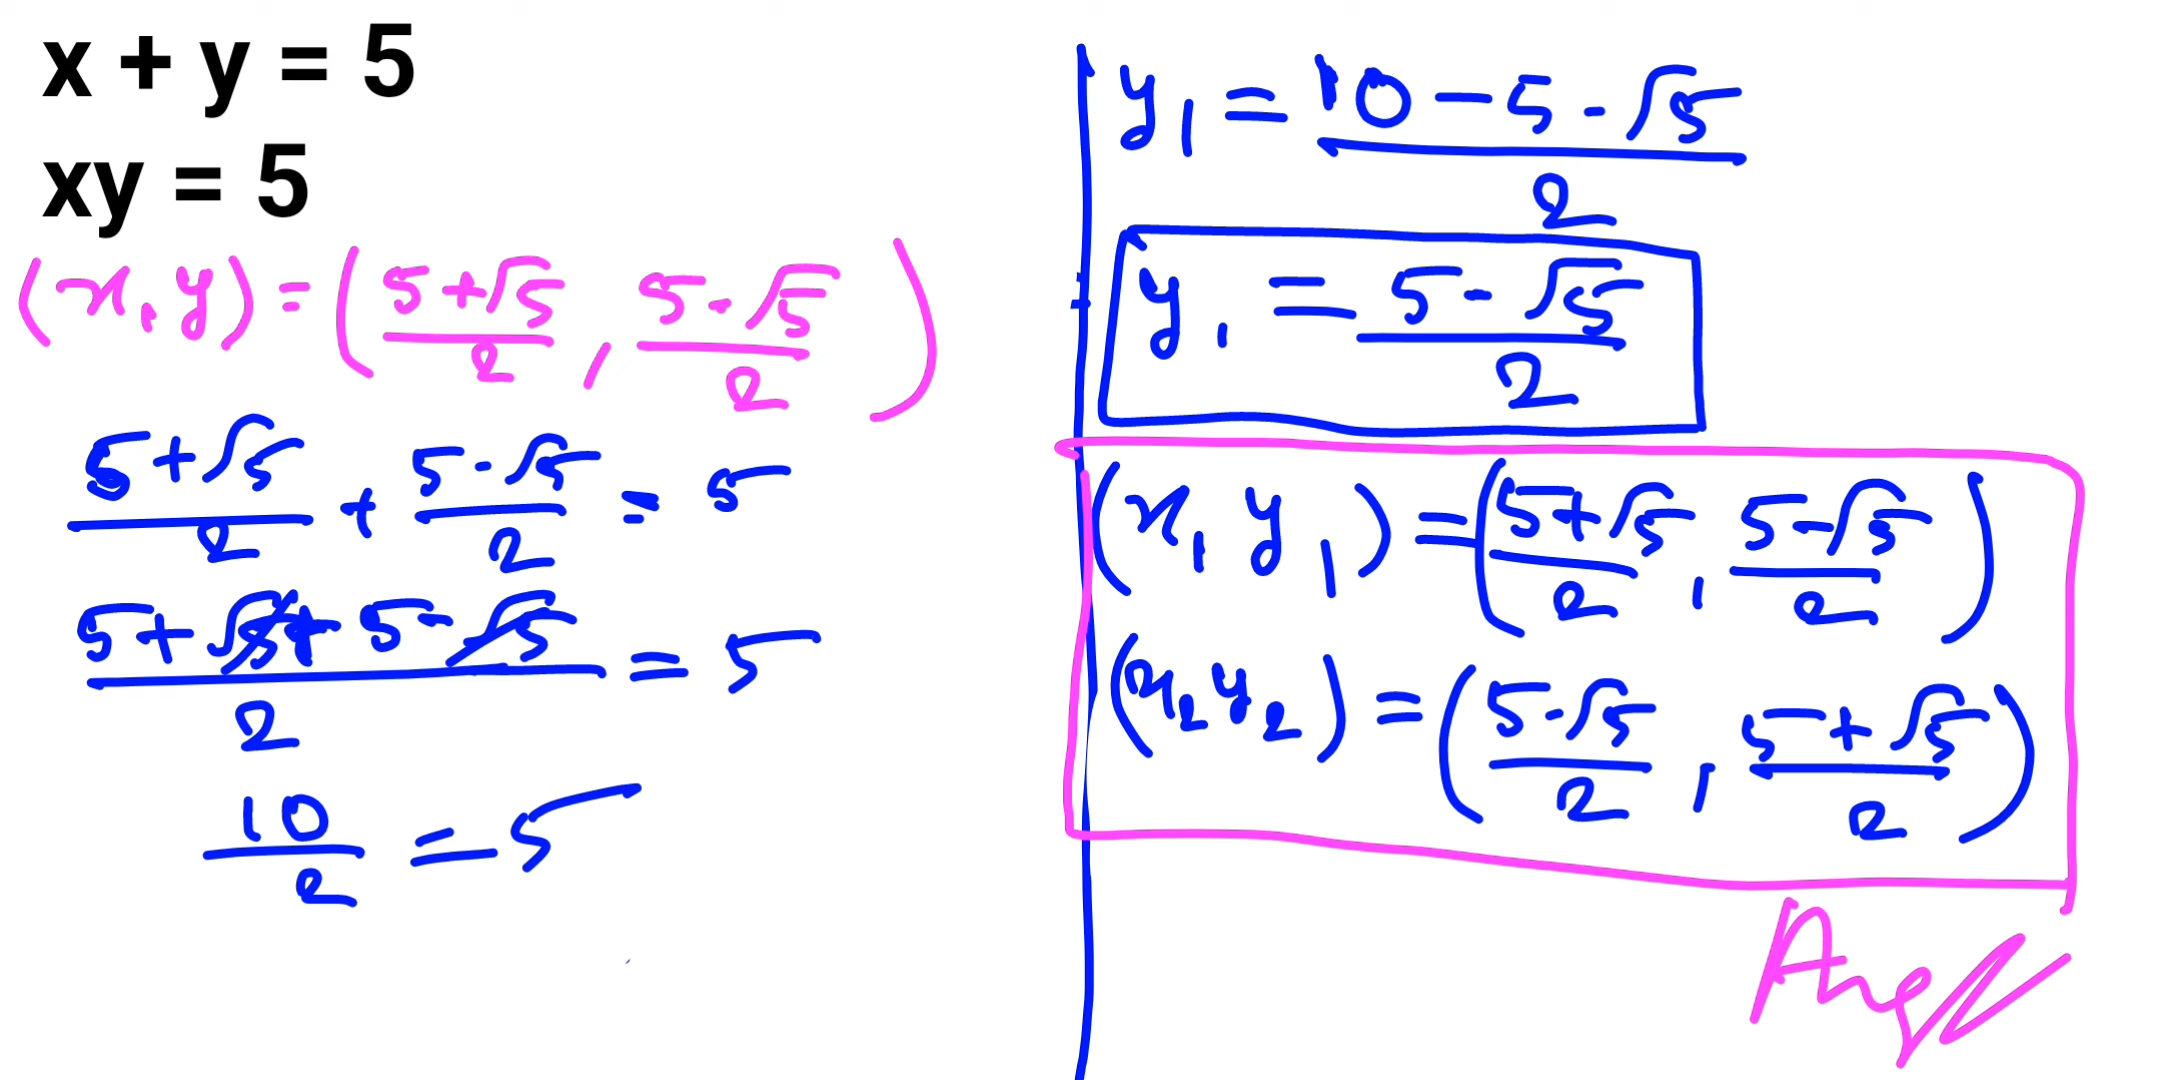 x + y = 5
xy = 5
(x, y) = ((5+√5)/2, (5-√5)/2)
(5+√5)/2 + (5-√5)/2 = 5
(5+√5+5-√5)/2 = 5
10/2 = 5
y₁ = (10-5-√5)/2
y₁ = (5-√5)/2
(x₁ y₁) = ((5+√5)/2, (5-√5)/2)
(x₂ y₂) = ((5-√5)/2, (5+√5)/2)